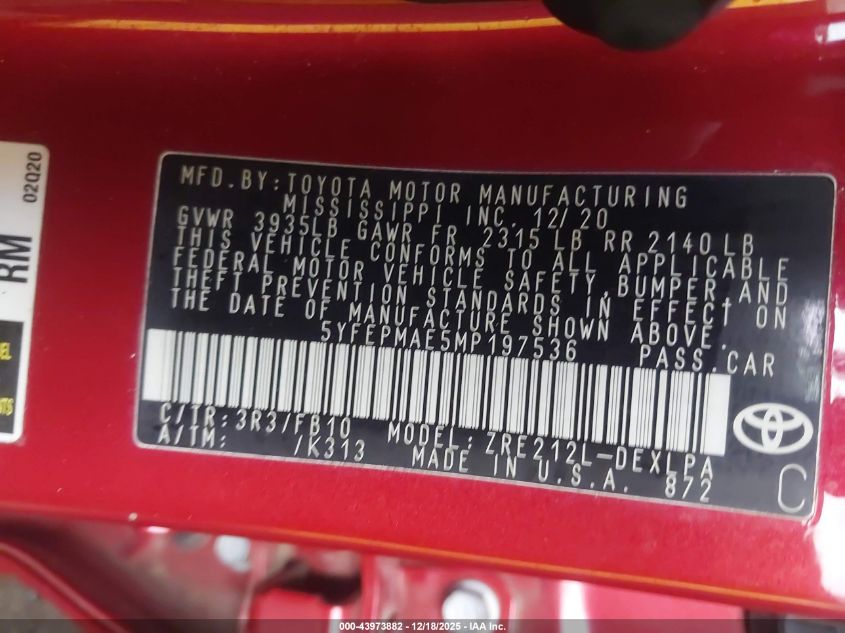 02Q20
RM
MFD.BY:TOYOTA MOTOR MANUFACTURING
MISSISSIPPI INC. 12/20
GVWR 3935LB GAWR FR 2315 LB RR 2140 LB
THIS VEHICLE CONFORMS TO ALL APPLICABLE
FEDERAL MOTOR VEHICLE SAFETY, BUMPER, AND
THEFT PREVENTION STANDARDS IN EFFECT ON
THE DATE OF MANUFACTURE SHOWN ABOVE.
5YFEPMAE5MP197536 PASS.CAR
C/TR:3R3/FB10 MODEL:ZRE212L-DEXLPA
A/TM: /K313 MADE IN U.S.A. 872
C
000-43973882 - 12/18/2025 - IAA, Inc.